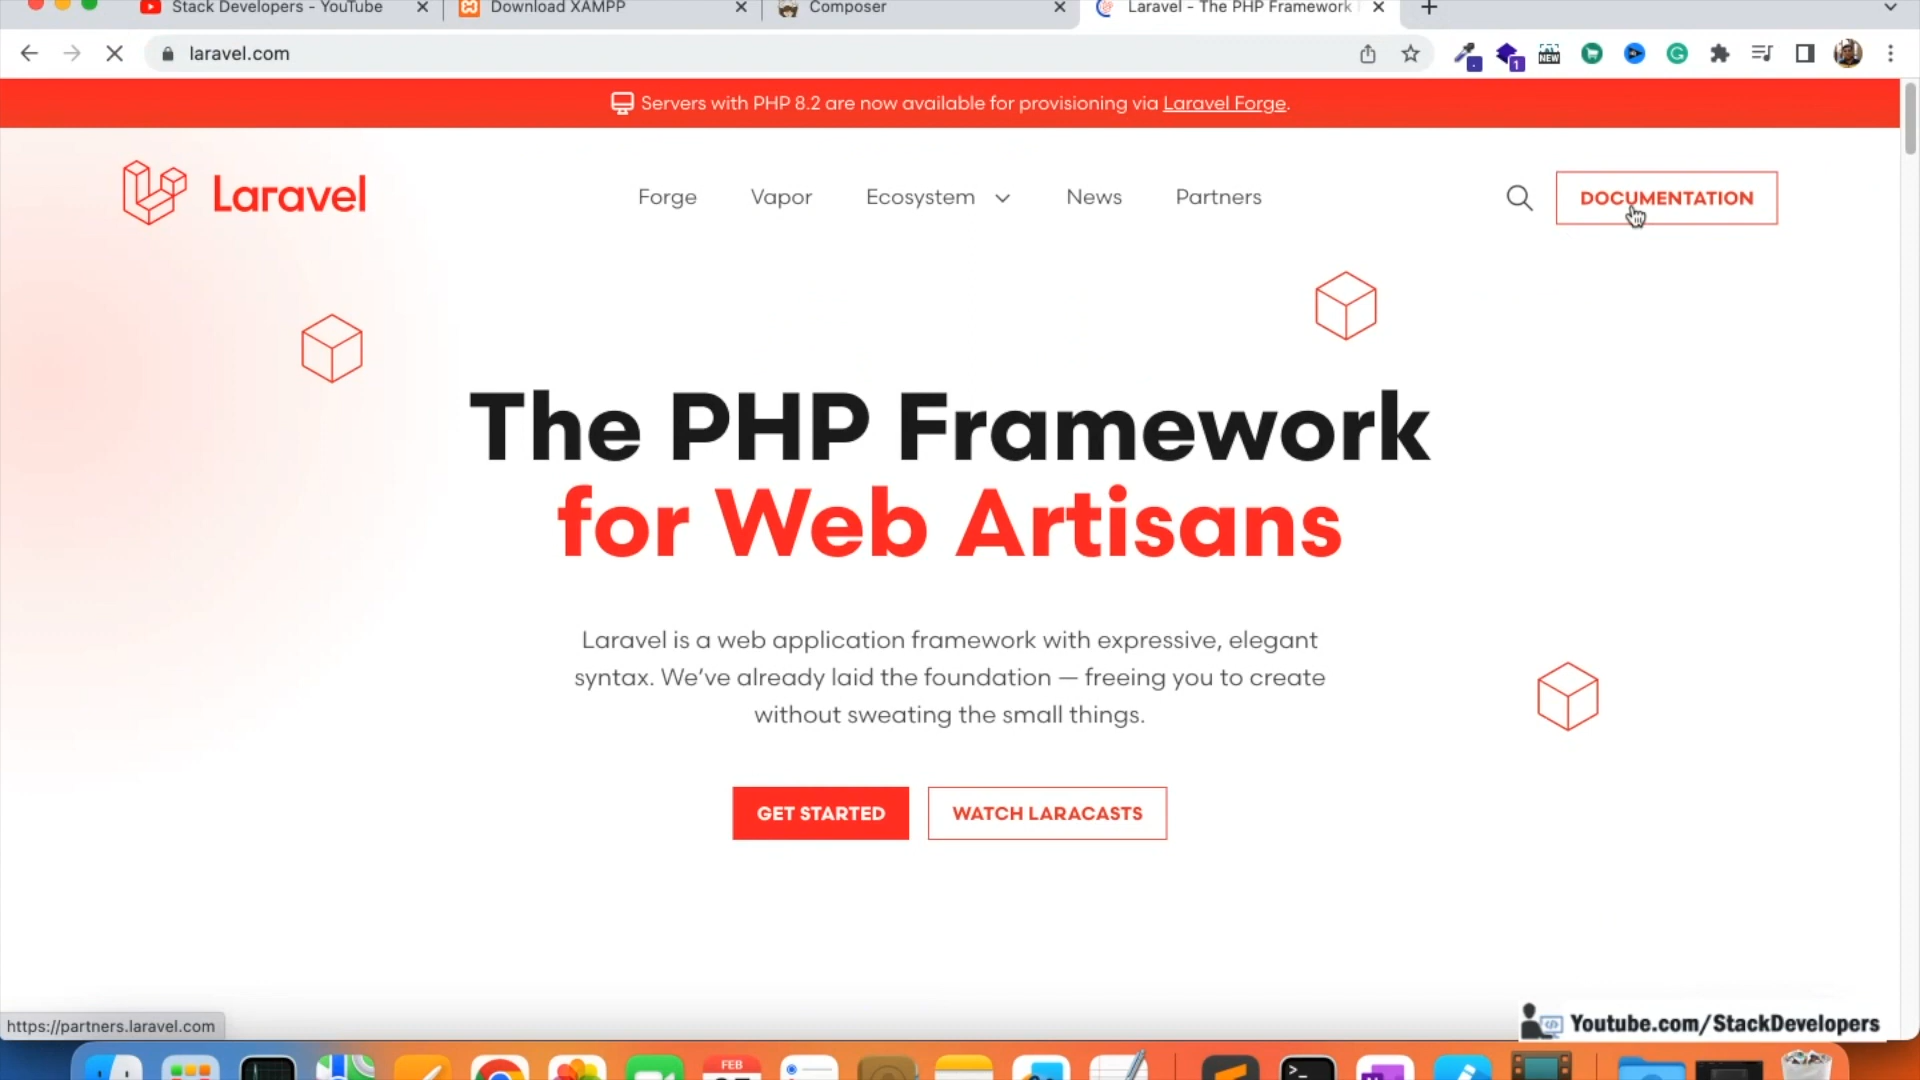 Stack Developers - YouTube
Download XAMPP
Composer
Laravel - The PHP Framework
laravel.com
1
NEW
Servers with PHP 8.2 are now available for provisioning via Laravel Forge.
Laravel
Forge
Vapor
Ecosystem
News
Partners
DOCUMENTATION
The PHP Framework
for Web Artisans
Laravel is a web application framework with expressive, elegant
syntax. We've already laid the foundation — freeing you to create
without sweating the small things.
GET STARTED
WATCH LARACASTS
https://partners.laravel.com
Youtube.com/StackDevelopers
FEB